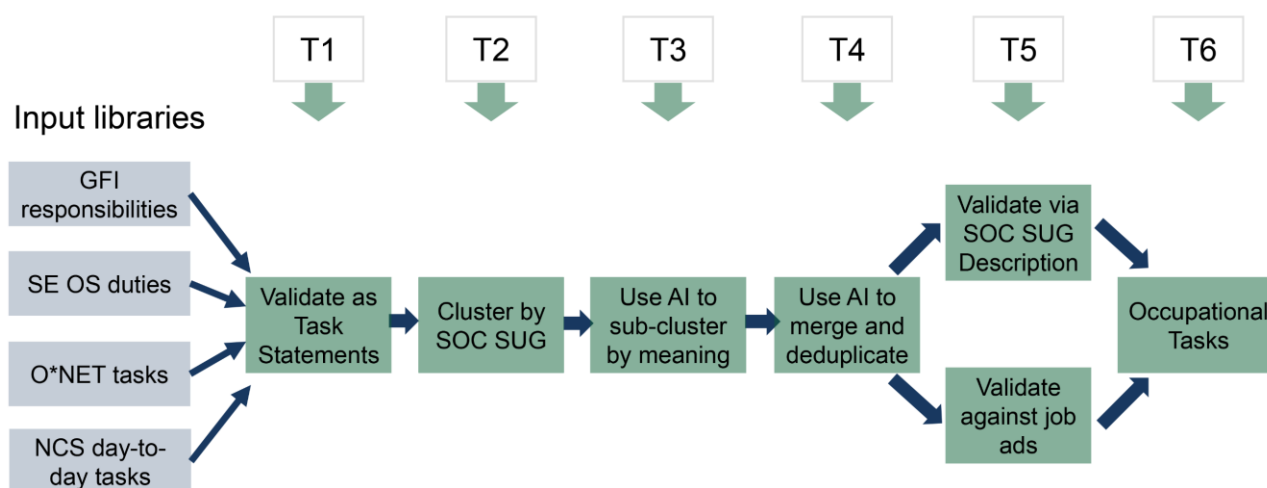 T1
T2
T3
T4
T5
T6
Input libraries
GFI
responsibilities
SE OS duties
O*NET tasks
NCS day-to-
day tasks
Validate as
Task
Statements
Cluster by
SOC SUG
Use AI to
sub-cluster
by meaning
Use AI to
merge and
deduplicate
Validate via
SOC SUG
Description
Validate
against job
ads
Occupational
Tasks